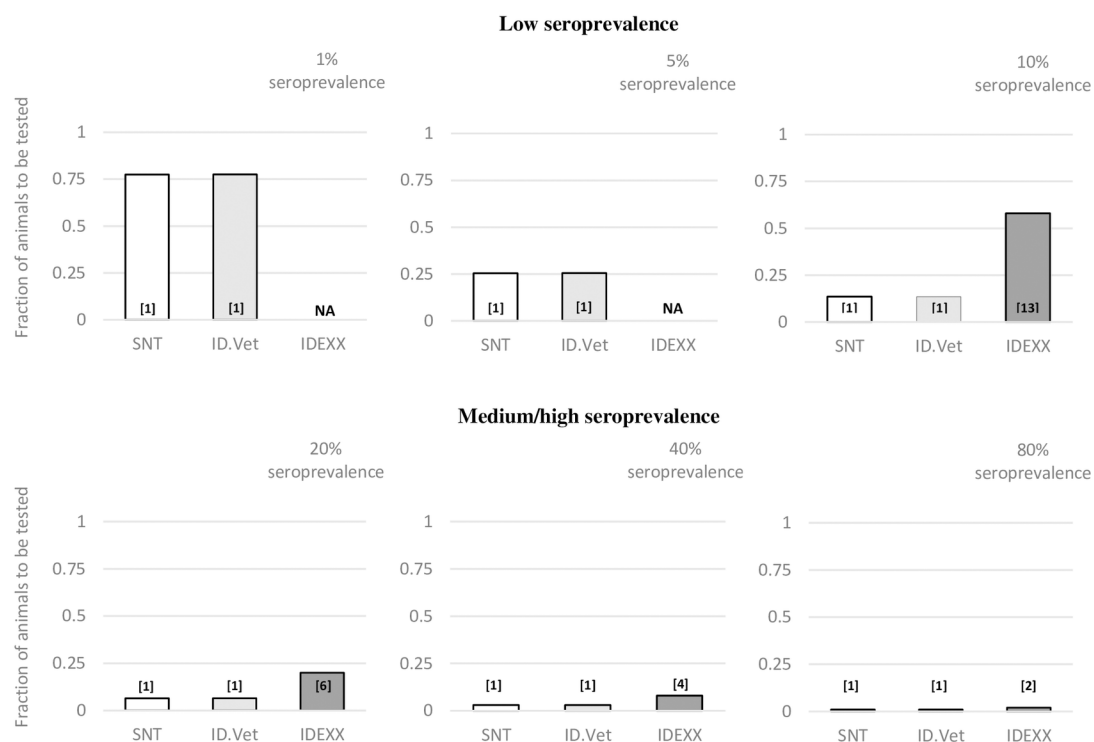 Low seroprevalence
1%
seroprevalence
5%
seroprevalence
10%
seroprevalence
Fraction of animals to be tested
1
0.75
0.5
0.25
0
[1]
[1]
NA
SNT
ID.Vet
IDEXX
1
0.75
0.5
0.25
0
[1]
[1]
NA
SNT
ID.Vet
IDEXX
1
0.75
0.5
0.25
0
[1]
[1]
[13]
SNT
ID.Vet
IDEXX
Medium/high seroprevalence
20%
seroprevalence
40%
seroprevalence
80%
seroprevalence
Fraction of animals to be tested
1
0.75
0.5
0.25
0
[1]
[1]
[6]
SNT
ID.Vet
IDEXX
1
0.75
0.5
0.25
0
[1]
[1]
[4]
SNT
ID.Vet
IDEXX
1
0.75
0.5
0.25
0
[1]
[1]
[2]
SNT
ID.Vet
IDEXX